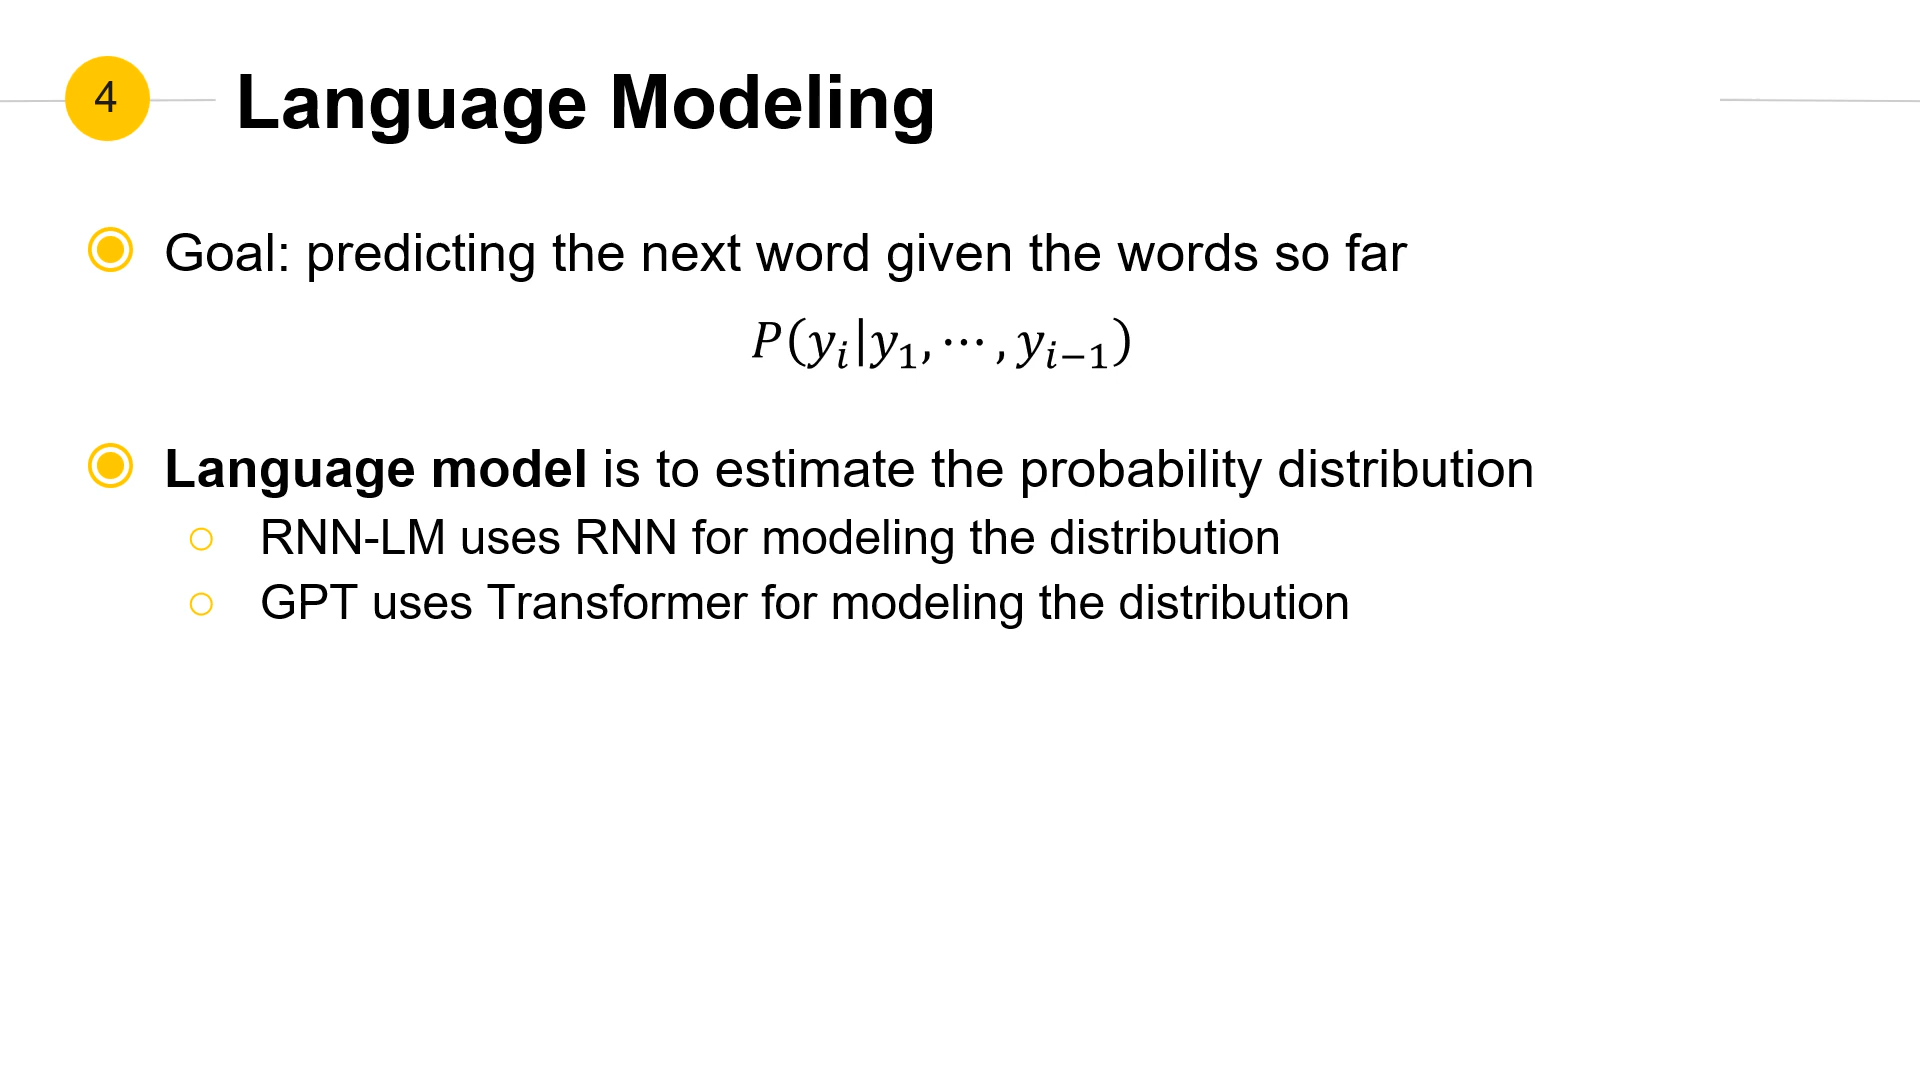 4
Language Modeling
Goal: predicting the next word given the words so far
P(yᵢ|y₁, ⋯ , yᵢ₋₁)
Language model is to estimate the probability distribution
RNN-LM uses RNN for modeling the distribution
GPT uses Transformer for modeling the distribution